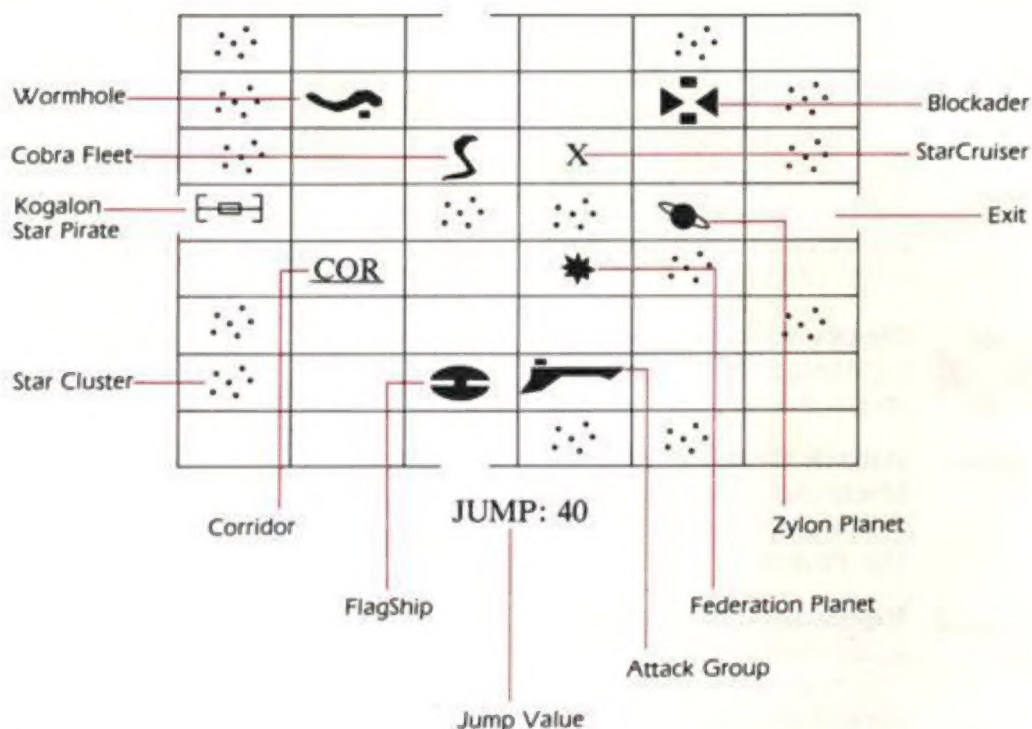 Wormhole
Blockader
Cobra Fleet
X
StarCruiser
Kogalon
Star Pirate
Exit
COR
Star Cluster
JUMP: 40
Corridor
Zylon Planet
FlagShip
Federation Planet
Attack Group
Jump Value